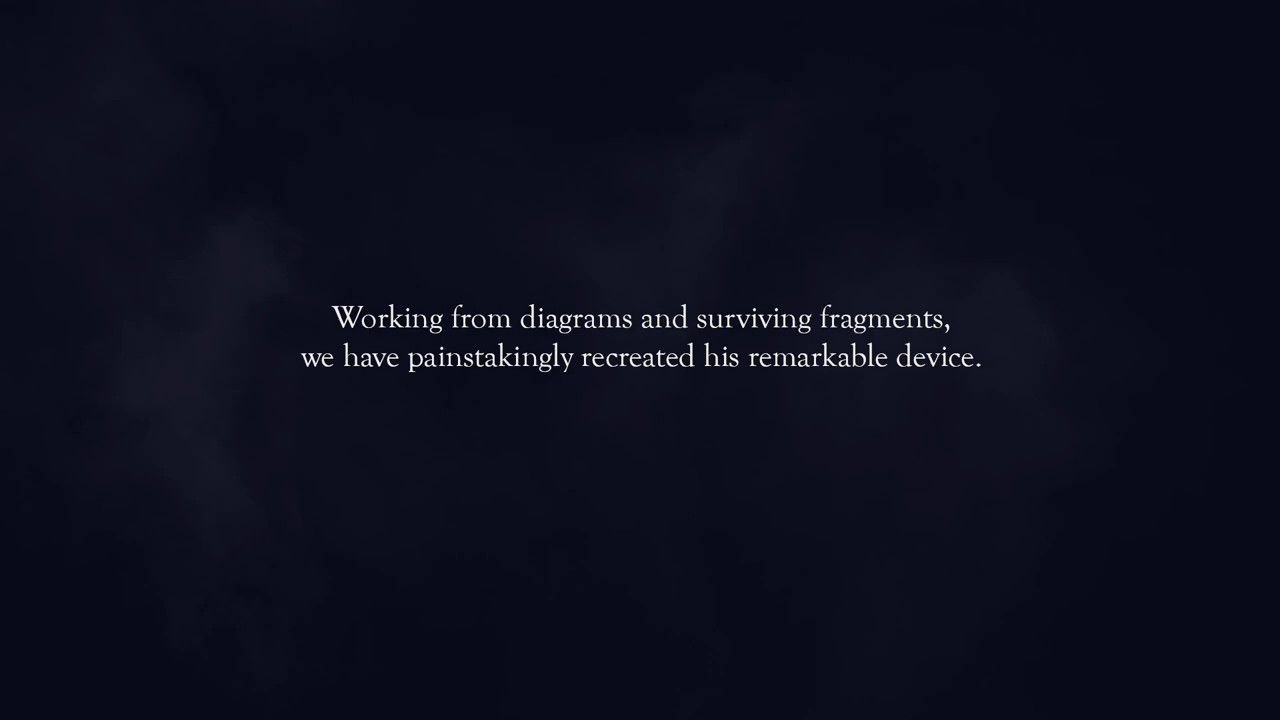 Working from diagrams and surviving fragments,
we have painstakingly recreated his remarkable device.